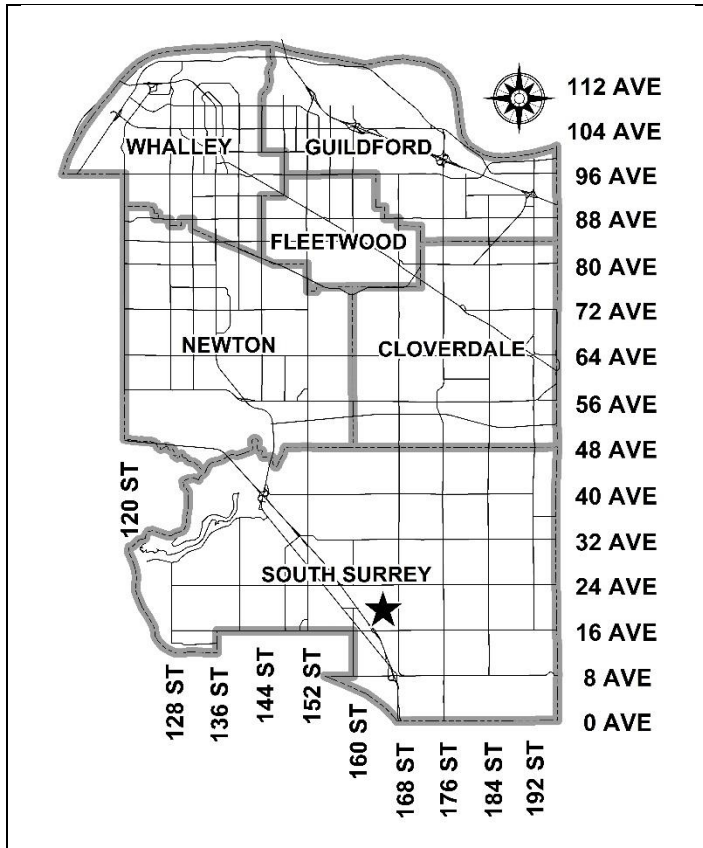 112 AVE
104 AVE
WHALLEY
GUILDFORD
96 AVE
88 AVE
FLEETWOOD
80 AVE
72 AVE
NEWTON
CLOVERDALE
64 AVE
56 AVE
48 AVE
120 ST
40 AVE
32 AVE
SOUTH SURREY
24 AVE
16 AVE
8 AVE
0 AVE
128 ST
136 ST
144 ST
152 ST
160 ST
168 ST
176 ST
184 ST
192 ST